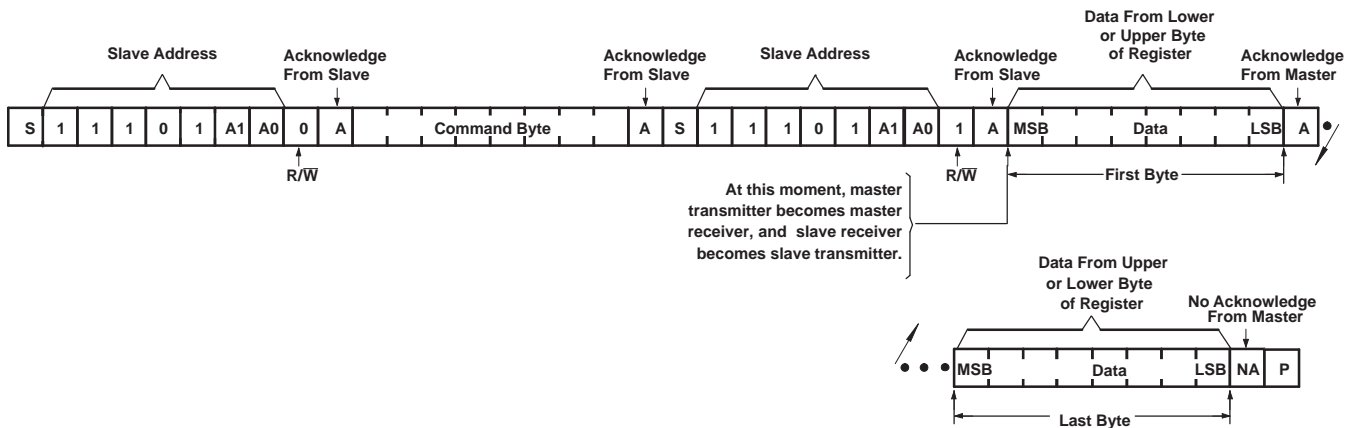 Data From Lower
or Upper Byte
of Register
Slave Address
Acknowledge
From Slave
Acknowledge
From Slave
Slave Address
Acknowledge
From Slave
Acknowledge
From Master
S 1 1 1 0 1 A1 A0 0 A Command Byte A S 1 1 1 0 1 A1 A0 1 A MSB Data LSB A
R/W̅
R/W̅
First Byte
At this moment, master
transmitter becomes master
receiver, and slave receiver
becomes slave transmitter.
Data From Upper
or Lower Byte
of Register
No Acknowledge
From Master
MSB Data LSB NA P
Last Byte